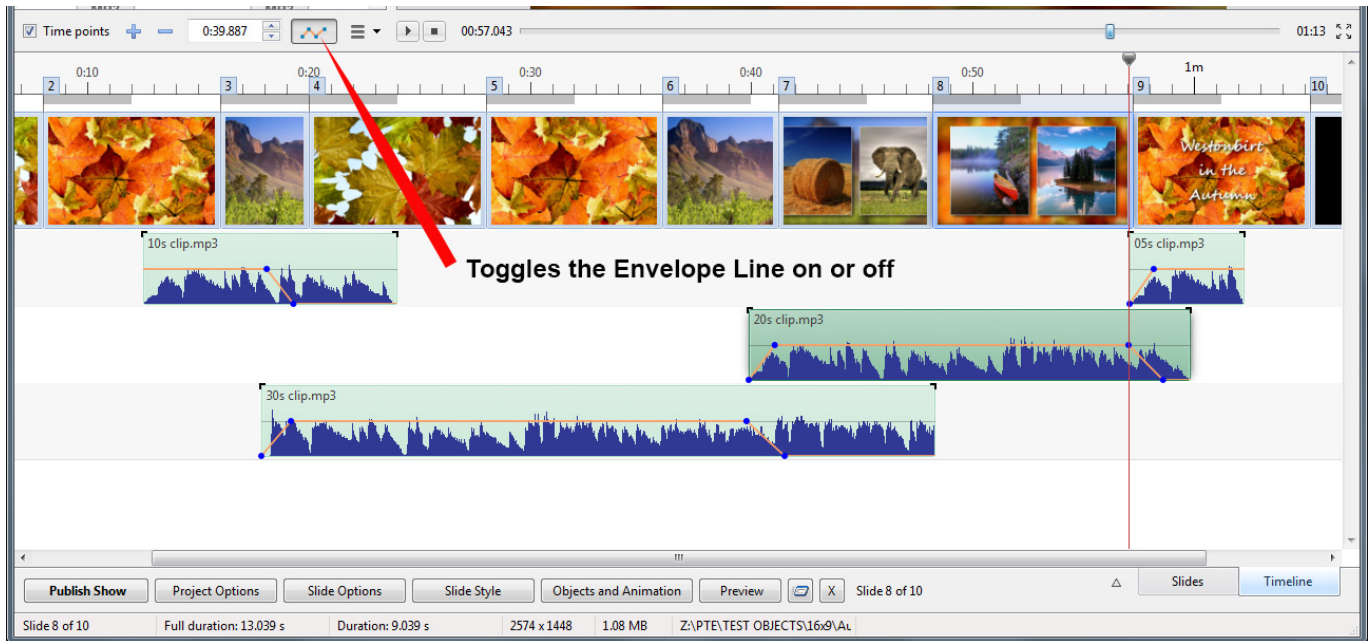 Time points
0:39.887
00:57.043
01:13
0:10
0:20
0:30
0:40
0:50
1m
2
3
4
5
6
7
8
9
10
Westonbirt
in the
Autumn
10s clip.mp3
05s clip.mp3
Toggles the Envelope Line on or off
20s clip.mp3
30s clip.mp3
Publish Show
Project Options
Slide Options
Slide Style
Objects and Animation
Preview
X
Slide 8 of 10
Slides
Timeline
Slide 8 of 10
Full duration: 13.039 s
Duration: 9.039 s
2574 x 1448
1.08 MB
Z:\PTE\TEST OBJECTS\16x9\Au